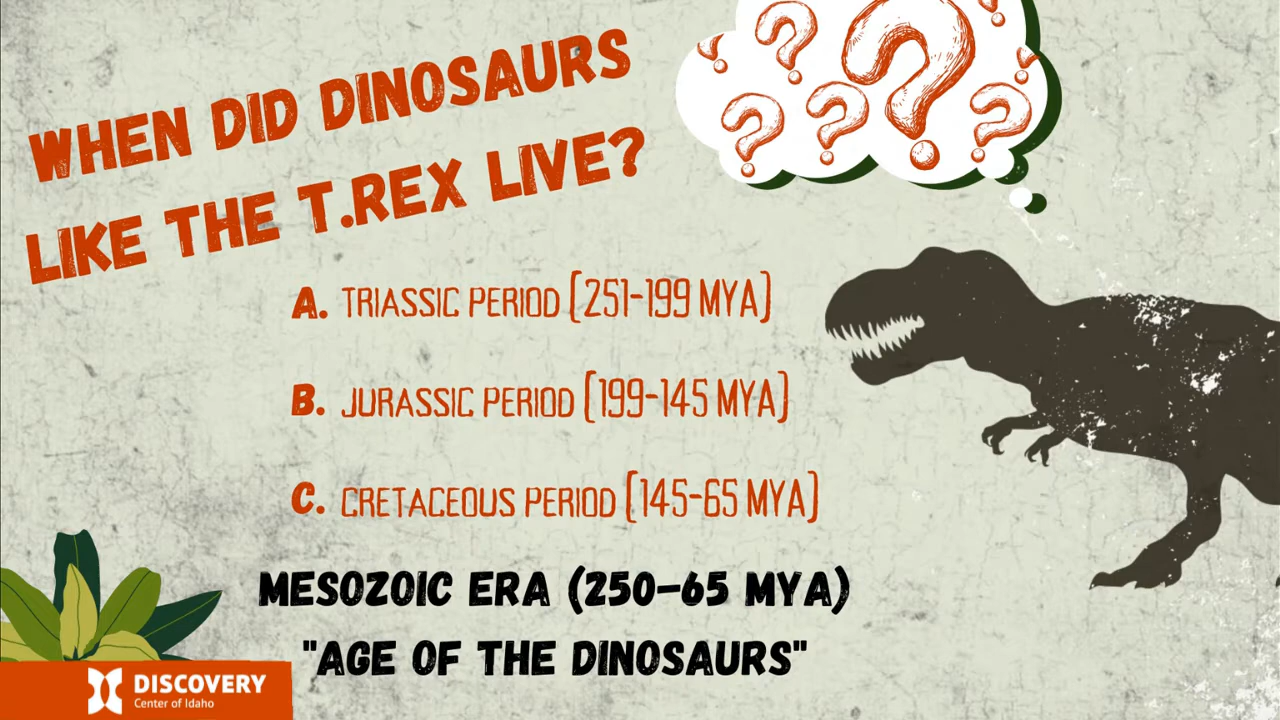 WHEN DID DINOSAURS
LIKE THE T.REX LIVE?
A. TRIASSIC PERIOD (251-199 MYA)
B. JURASSIC PERIOD (199-145 MYA)
C. CRETACEOUS PERIOD (145-65 MYA)
MESOZOIC ERA (250-65 MYA)
"AGE OF THE DINOSAURS"
DISCOVERY
Center of Idaho